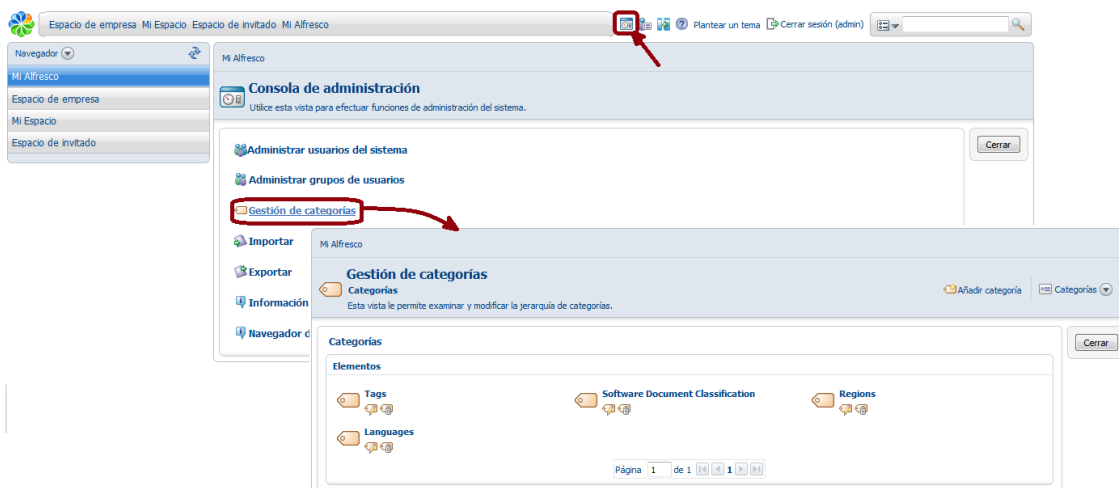 Espacio de empresa Mi Espacio Espacio de invitado Mi Alfresco
Plantear un tema Cerrar sesión (admin)
Navegador
Mi Alfresco
Espacio de empresa
Mi Espacio
Espacio de invitado
Mi Alfresco
Consola de administración
Utilice esta vista para efectuar funciones de administración del sistema.
Cerrar
Administrar usuarios del sistema
Administrar grupos de usuarios
Gestión de categorías
Importar
Exportar
Información
Navegador d
Mi Alfresco
Gestión de categorías
Categorías
Esta vista le permite examinar y modificar la jerarquía de categorías.
Añadir categoría Categorías
Cerrar
Categorías
Elementos
Tags Software Document Classification Regions
Languages
Página 1 de 1 1